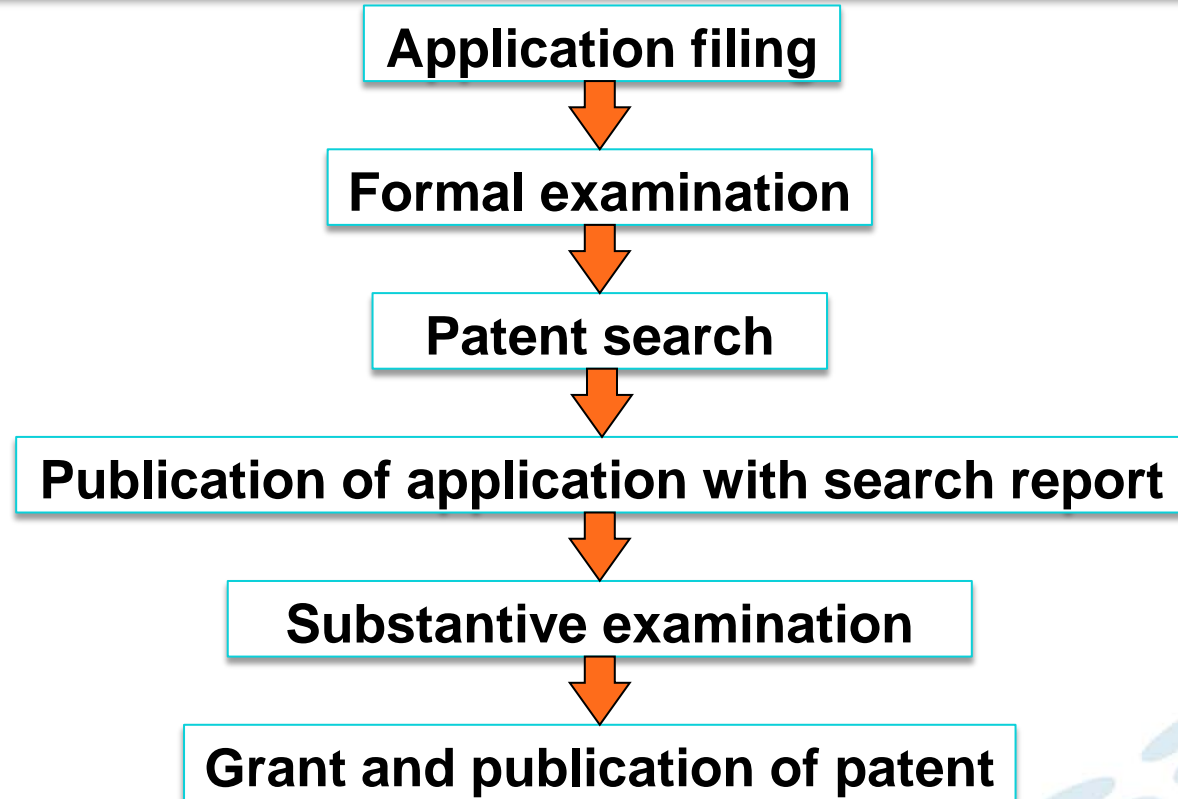 Application filing
Formal examination
Patent search
Publication of application with search report
Substantive examination
Grant and publication of patent